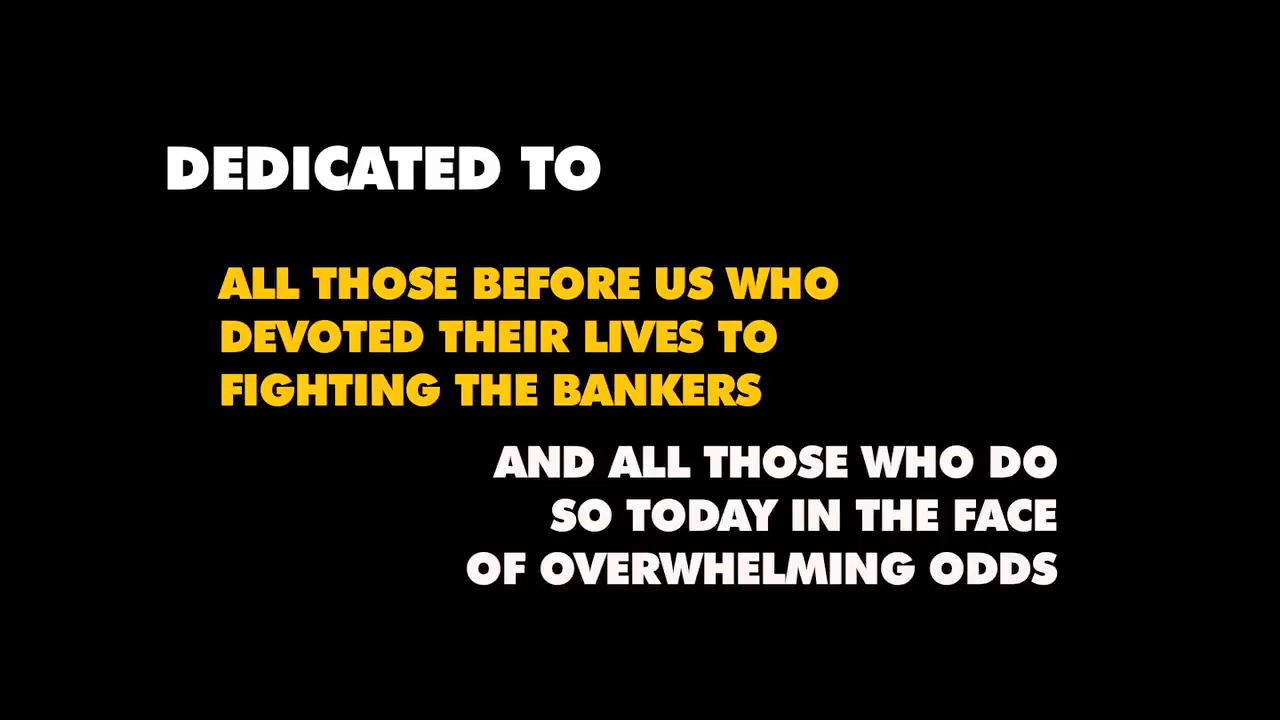 DEDICATED TO
ALL THOSE BEFORE US WHO
DEVOTED THEIR LIVES TO
FIGHTING THE BANKERS
AND ALL THOSE WHO DO
SO TODAY IN THE FACE
OF OVERWHELMING ODDS